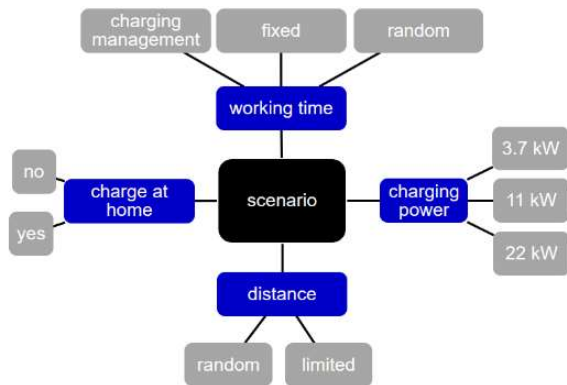 charging
management
fixed
random
working time
no
yes
charge at
home
scenario
charging
power
3.7 kW
11 kW
22 kW
distance
random
limited